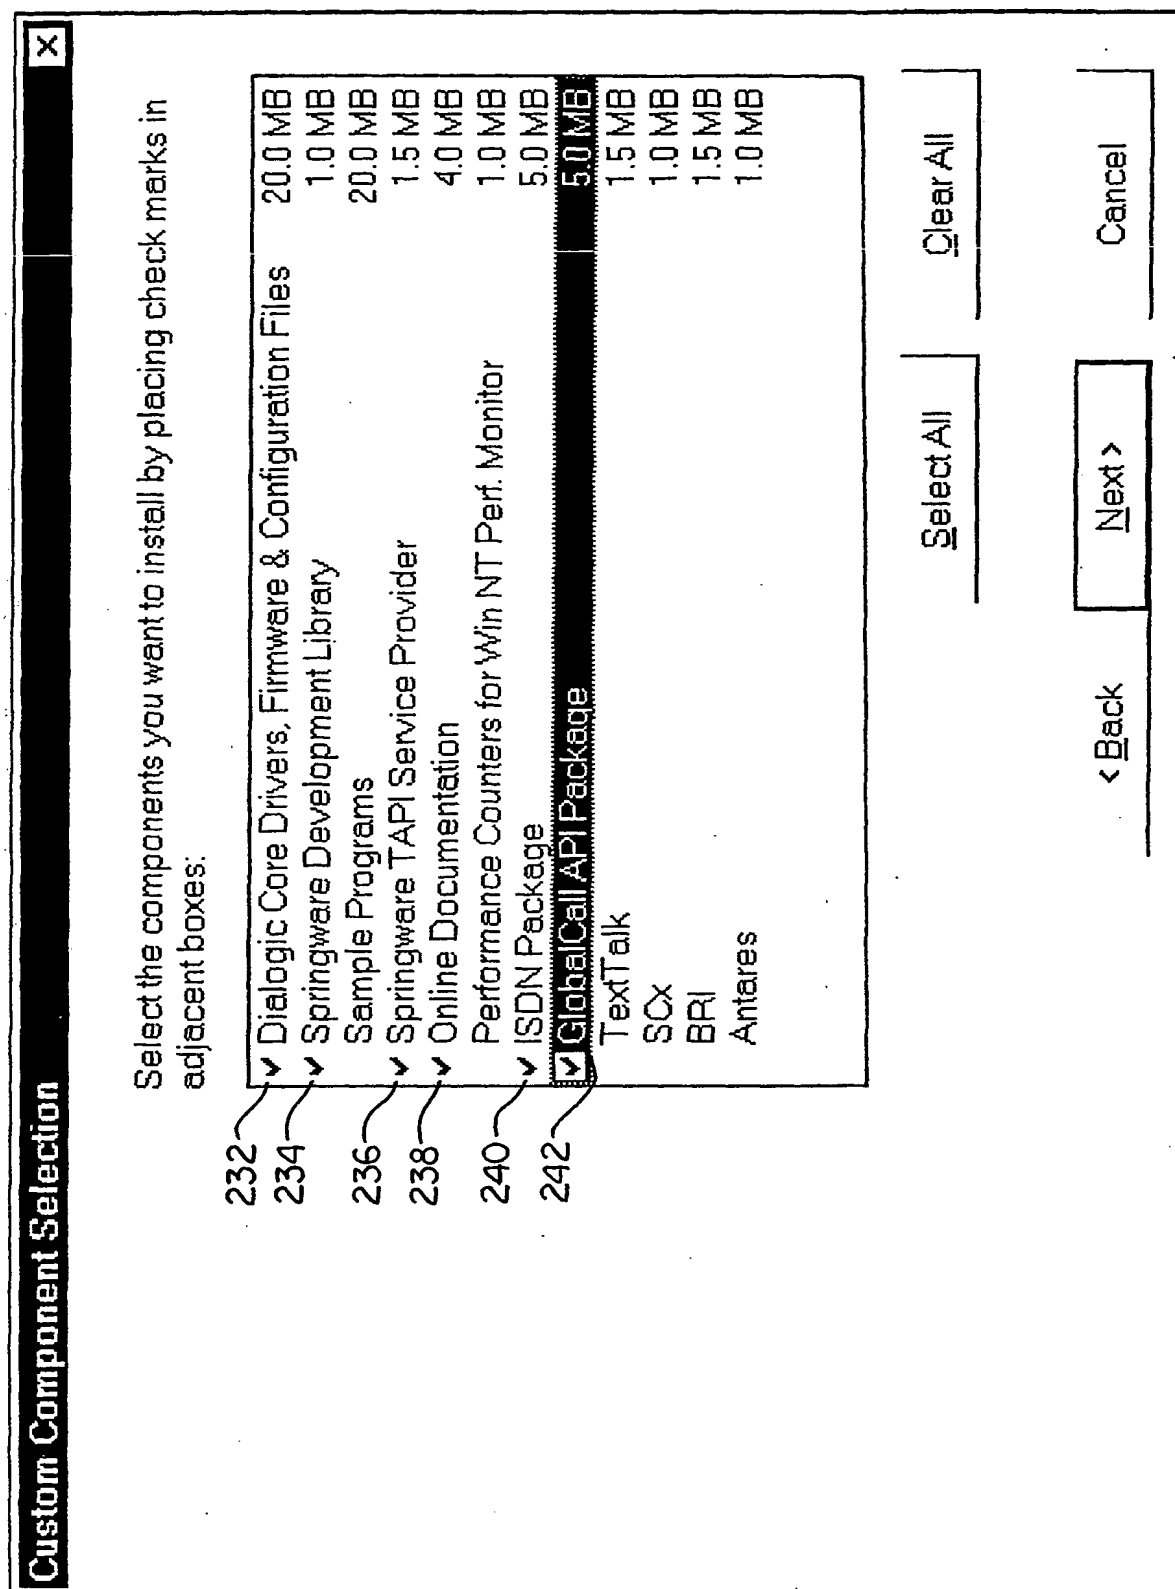 Custom Component Selection
Select the components you want to install by placing check marks in
adjacent boxes:
232 Dialogic Core Drivers, Firmware & Configuration Files 20.0 MB
234 Springware Development Library 1.0 MB
Sample Programs 20.0 MB
236 Springware TAPI Service Provider 1.5 MB
238 Online Documentation 4.0 MB
Performance Counters for Win NT Perf. Monitor 1.0 MB
240 ISDN Package 5.0 MB
242 GlobalCall API Package 5.0 MB
TextTalk 1.5 MB
SCx 1.0 MB
BRI 1.5 MB
Antares 1.0 MB
Select All Clear All
< Back Next > Cancel